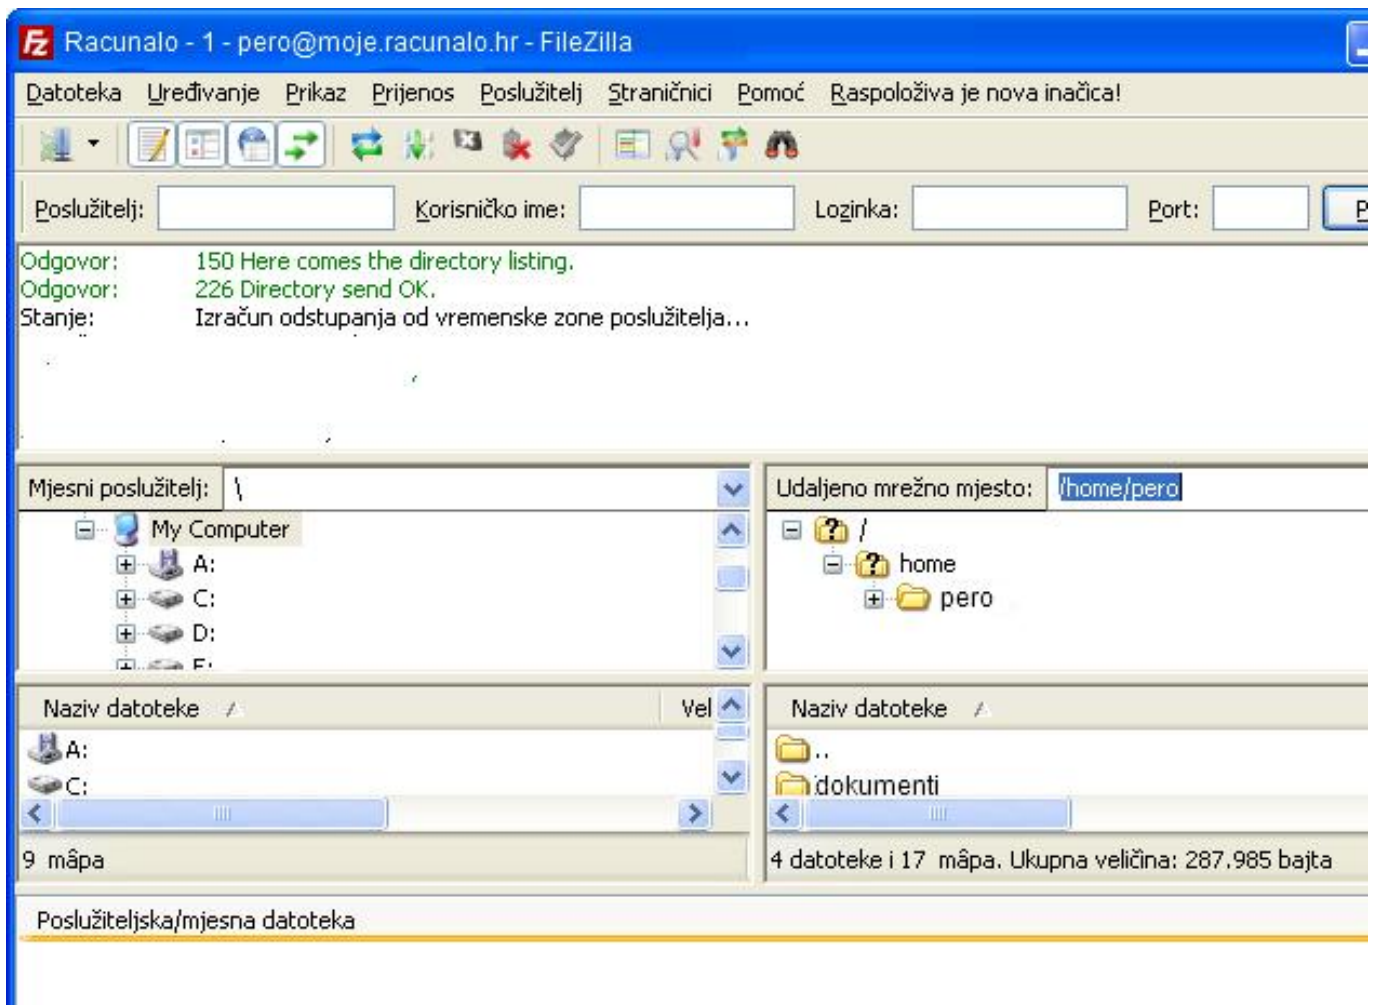 Racunalo - 1 - pero@moje.racunalo.hr - FileZilla
Datoteka Uređivanje Prikaz Prijenos Poslužitelj Straničnici Pomoć Raspoloživa je nova inačica!
Poslužitelj: Korisničko ime: Lozinka: Port: P
Odgovor: 150 Here comes the directory listing.
Odgovor: 226 Directory send OK.
Stanje: Izračun odstupanja od vremenske zone poslužitelja...
Mjesni poslužitelj: \
My Computer
A:
C:
D:
Udaljeno mrežno mjesto: /home/pero
/
home
pero
Naziv datoteke Vel
A:
C:
9 mâpa
Naziv datoteke
..
dokumenti
4 datoteke i 17 mâpa. Ukupna veličina: 287.985 bajta
Poslužiteljska/mjesna datoteka